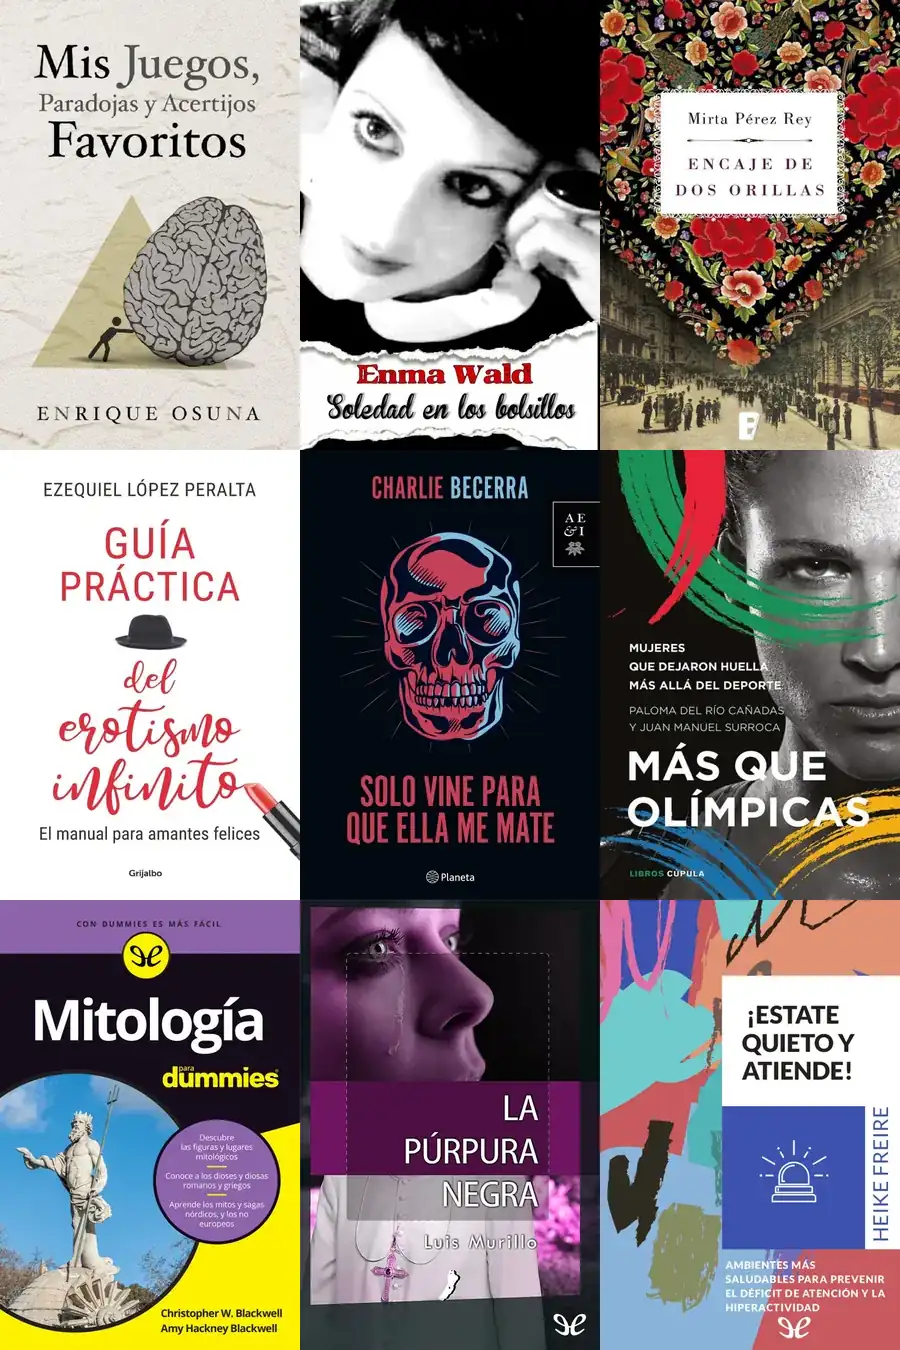 Mis Juegos,
Paradojas y Acertijos
Favoritos
ENRIQUE OSUNA
Enma Wald
Soledad en los bolsillos
Mirta Pérez Rey
ENCAJE DE
DOS ORILLAS
B
EZEQUIEL LÓPEZ PERALTA
GUÍA
PRÁCTICA
del
erotismo
infinito
El manual para amantes felices
Grijalbo
CHARLIE BECERRA
AE
&I
SOLO VINE PARA
QUE ELLA ME MATE
Planeta
MUJERES
QUE DEJARON HUELLA
MÁS ALLÁ DEL DEPORTE
PALOMA DEL RÍO CAÑADAS
Y JUAN MANUEL SURROCA
MÁS QUE
OLÍMPICAS
LIBROS CÚPULA
CON DUMMIES ES MÁS FÁCIL
Mitología
para
dummies
Descubre
las figuras y lugares
mitológicos
Conoce a los dioses y diosas
romanos y griegos
Aprende los mitos y sagas
nórdicos, y los no
europeos
Christopher W. Blackwell
Amy Hackney Blackwell
LA
PÚRPURA
NEGRA
Luis Murillo
¡ESTATE
QUIETO Y
ATIENDE!
HEIKE FREIRE
AMBIENTES MÁS
SALUDABLES PARA PREVENIR
EL DÉFICIT DE ATENCIÓN Y LA
HIPERACTIVIDAD